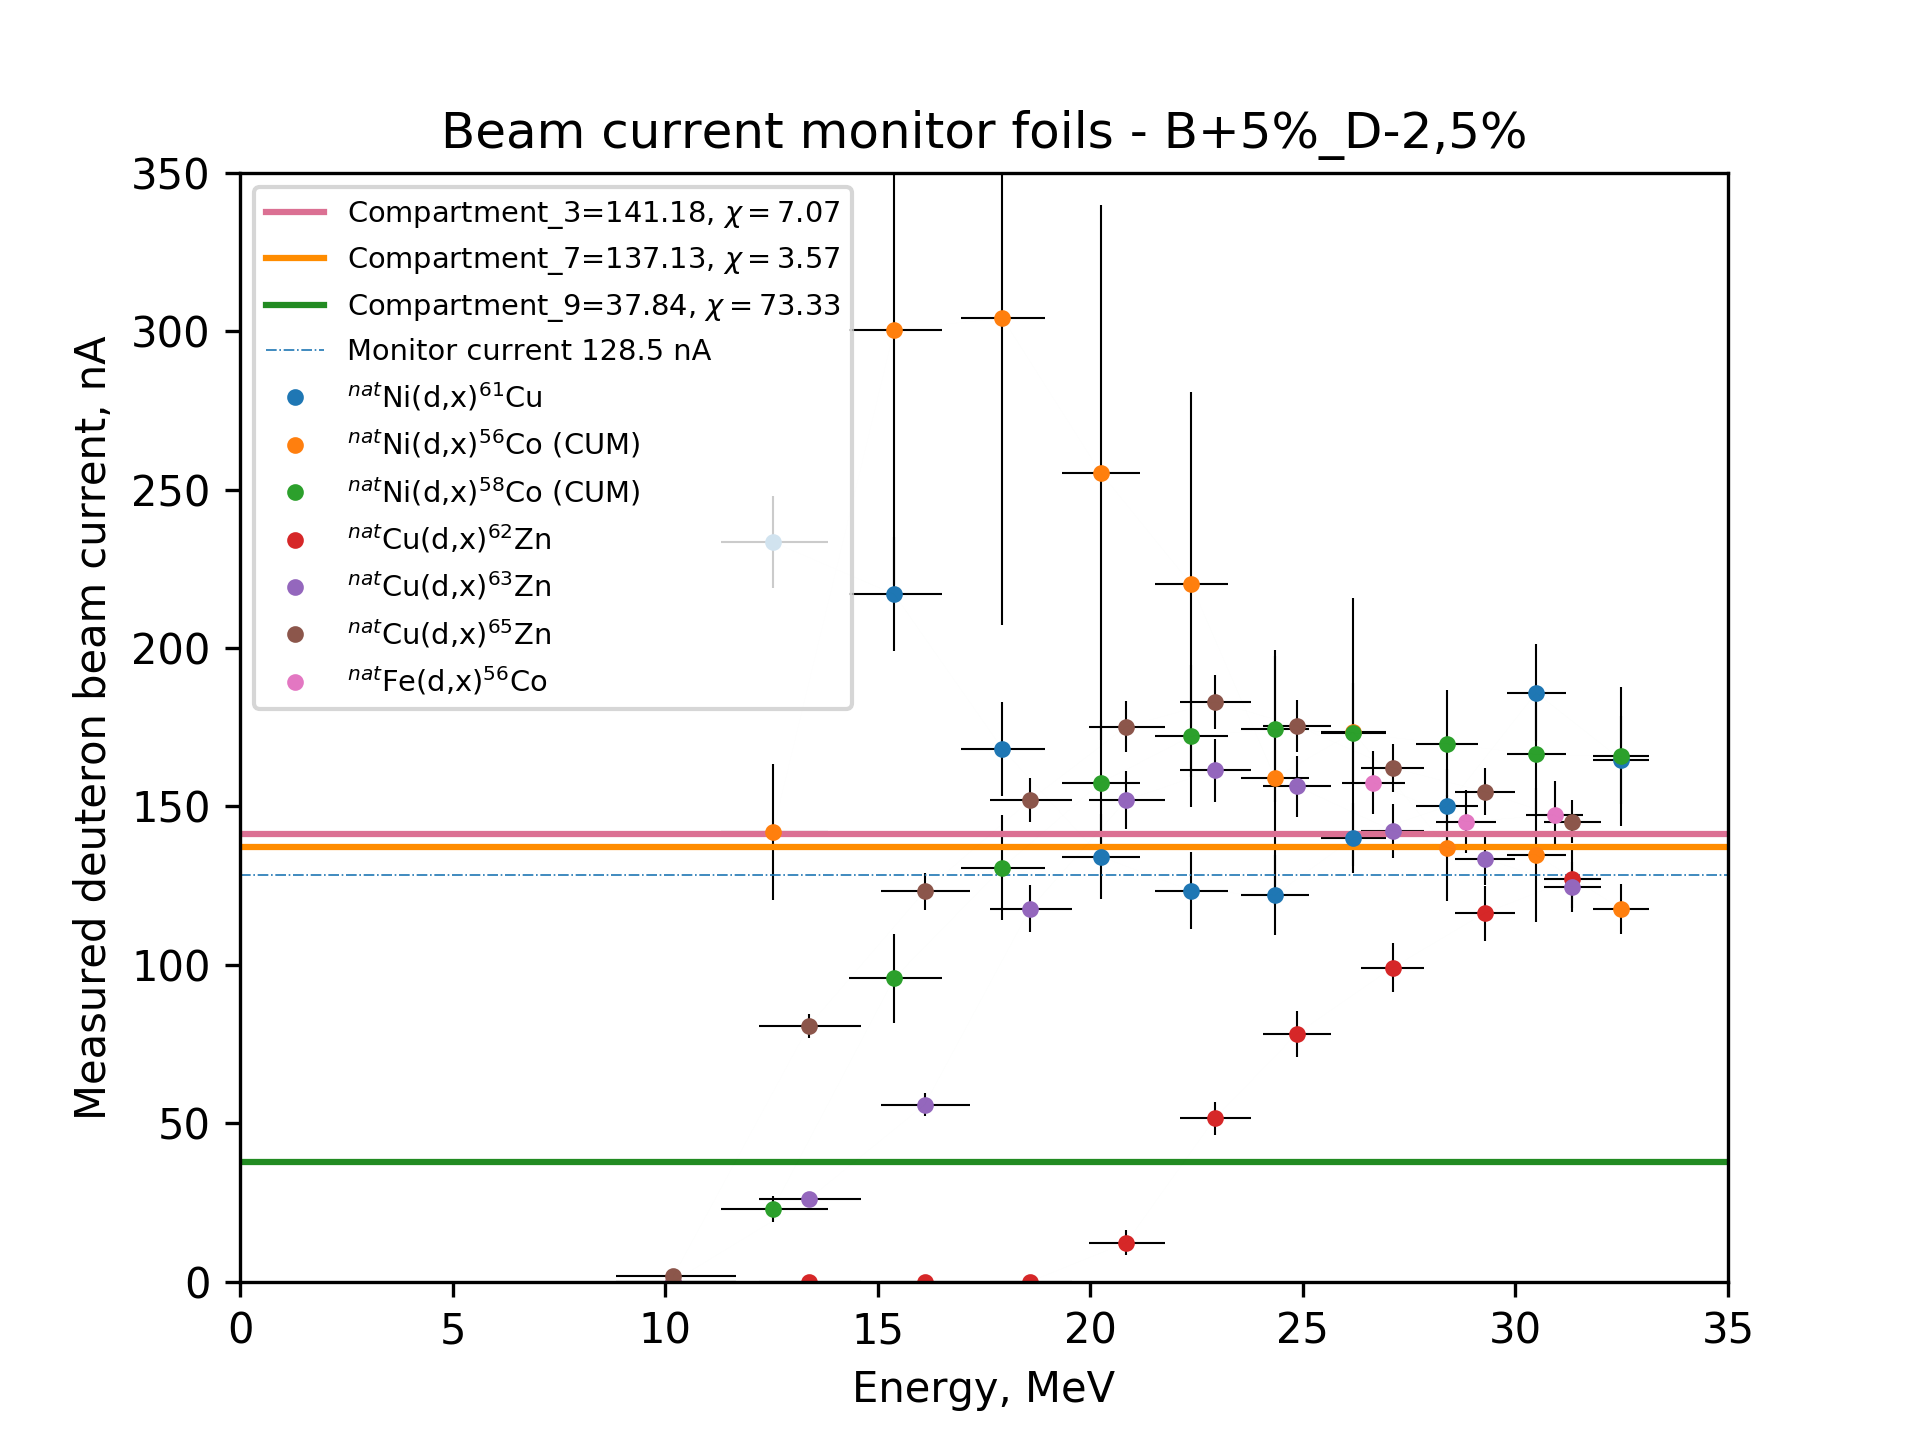 Beam current monitor foils - B+5%_D-2,5%
Measured deuteron beam current, nA
350
300
250
200
150
100
50
0
Compartment_3=141.18, χ = 7.07
Compartment_7=137.13, χ = 3.57
Compartment_9=37.84, χ = 73.33
Monitor current 128.5 nA
natNi(d,x)61Cu
natNi(d,x)56Co (CUM)
natNi(d,x)58Co (CUM)
natCu(d,x)62Zn
natCu(d,x)63Zn
natCu(d,x)65Zn
natFe(d,x)56Co
0 5 10 15 20 25 30 35
Energy, MeV